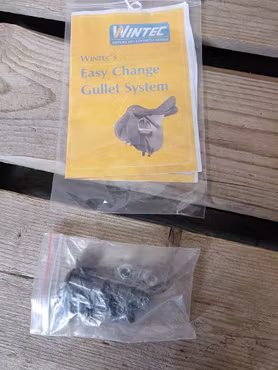 WINTEC
WINTEC'S
Easy Change
Gullet System